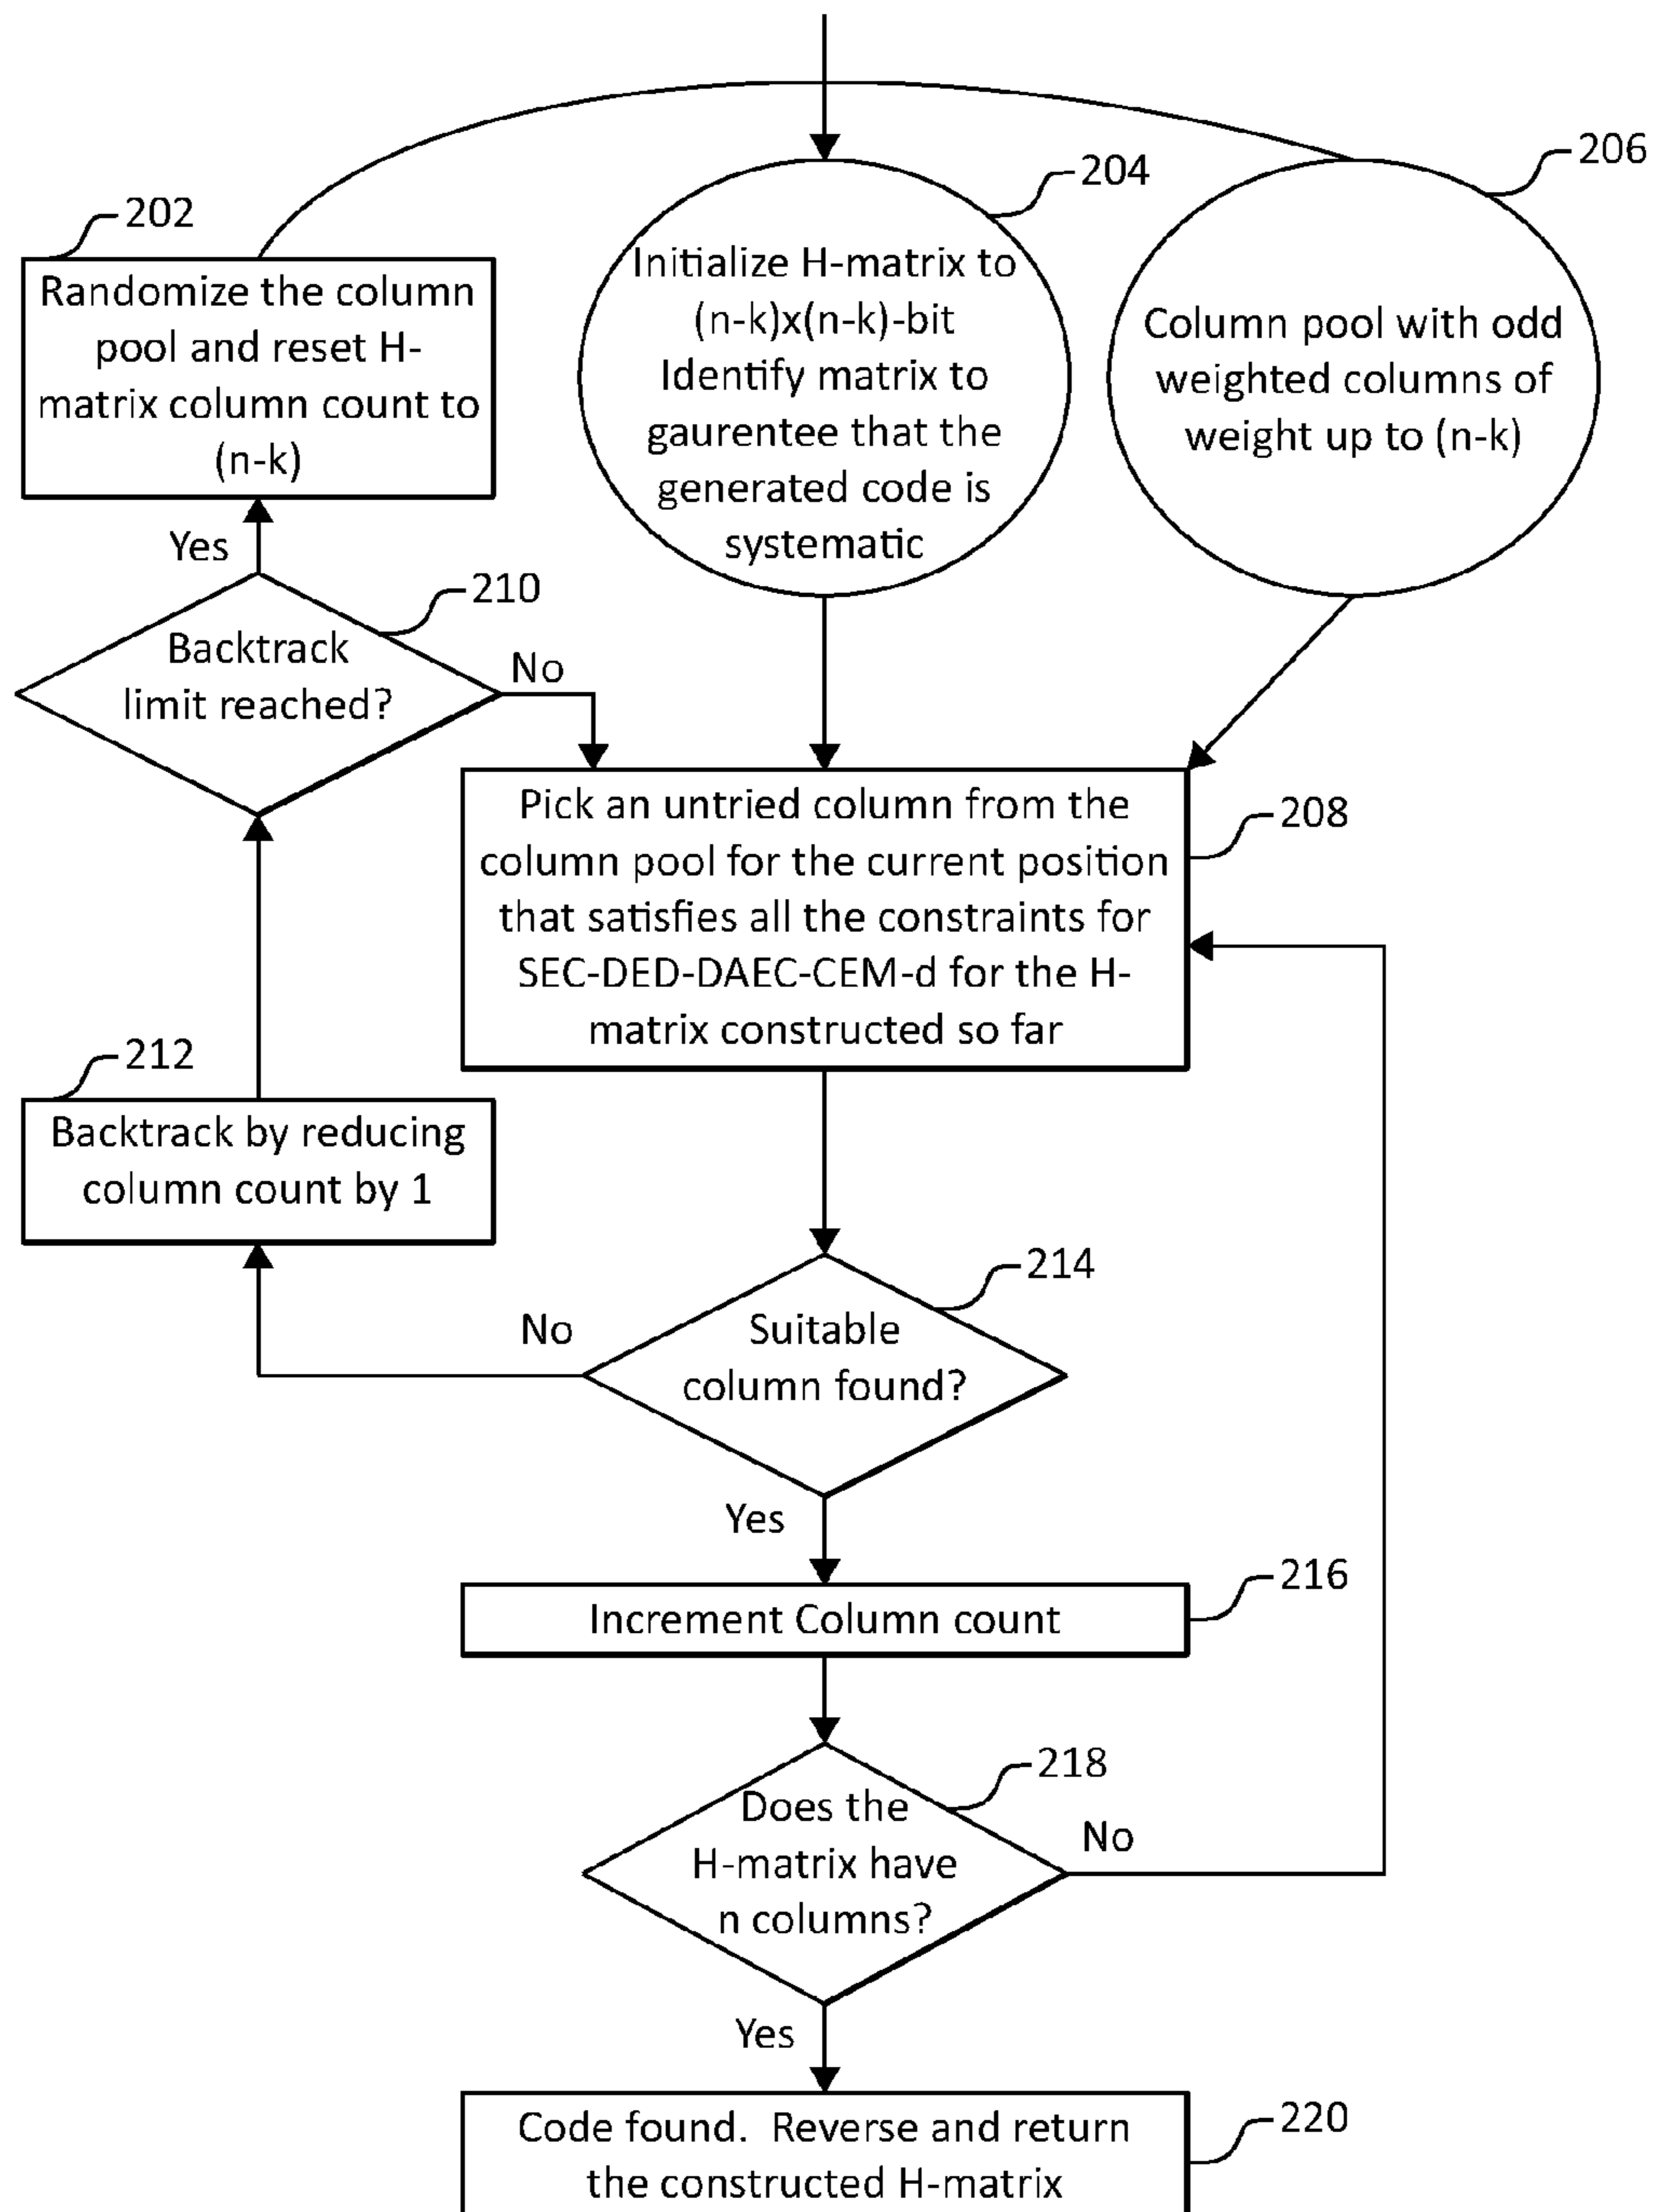 206
204
202
Randomize the column
pool and reset H-
matrix column count to
(n-k)
Initialize H-matrix to
(n-k)x(n-k)-bit
Identify matrix to
gaurentee that the
generated code is
systematic
Column pool with odd
weighted columns of
weight up to (n-k)
Yes
210
Backtrack
limit reached?
No
Pick an untried column from the
column pool for the current position
that satisfies all the constraints for
SEC-DED-DAEC-CEM-d for the H-
matrix constructed so far
208
212
Backtrack by reducing
column count by 1
214
No
Suitable
column found?
Yes
216
Increment Column count
218
Does the
H-matrix have
n columns?
No
Yes
220
Code found.  Reverse and return
the constructed H-matrix